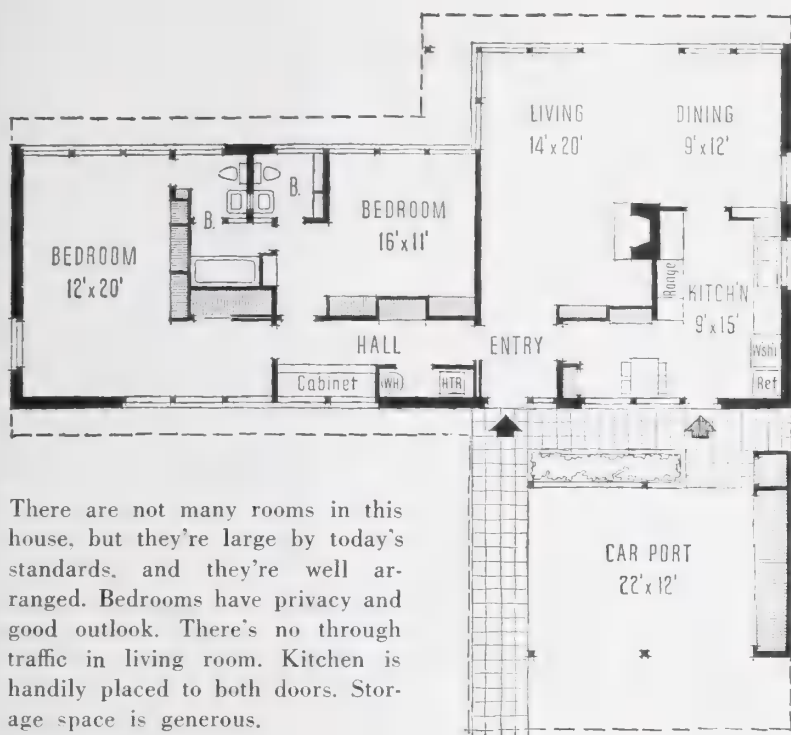 LIVING
14'x20'
DINING
9'x12'
B.
B.
BEDROOM
16'x11'
BEDROOM
12'x20'
Range
KITCH'N
9'x15'
HALL
ENTRY
Wshr
Cabinet
WH
HTR
Ref
There are not many rooms in this
house, but they're large by today's
standards, and they're well ar-
ranged. Bedrooms have privacy and
good outlook. There's no through
traffic in living room. Kitchen is
handily placed to both doors. Stor-
age space is generous.
CAR PORT
22'x12'